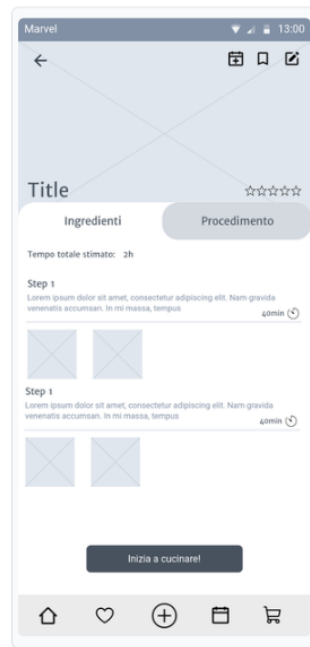 Marvel 13:00
Title
Ingredienti Procedimento
Tempo totale stimato: 2h
Step 1
Lorem ipsum dolor sit amet, consectetur adipiscing elit. Nam gravida
venenatis accumsan. In mi massa, tempus
40min
Step 1
Lorem ipsum dolor sit amet, consectetur adipiscing elit. Nam gravida
venenatis accumsan. In mi massa, tempus
40min
Inizia a cucinare!